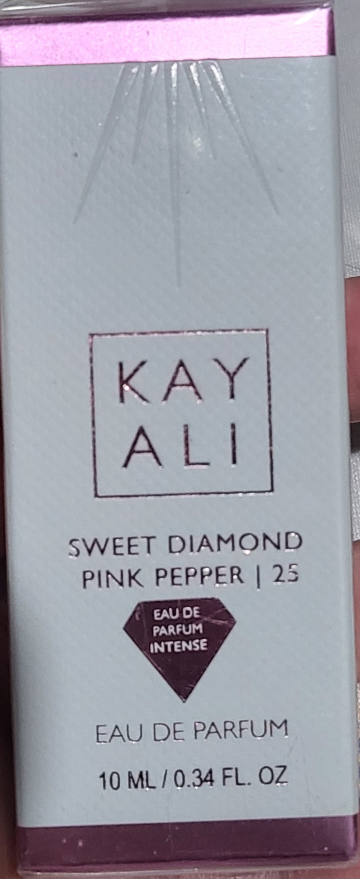 KAY
ALI
SWEET DIAMOND
PINK PEPPER | 25
EAU DE
PARFUM
INTENSE
EAU DE PARFUM
10 ML / 0.34 FL. OZ